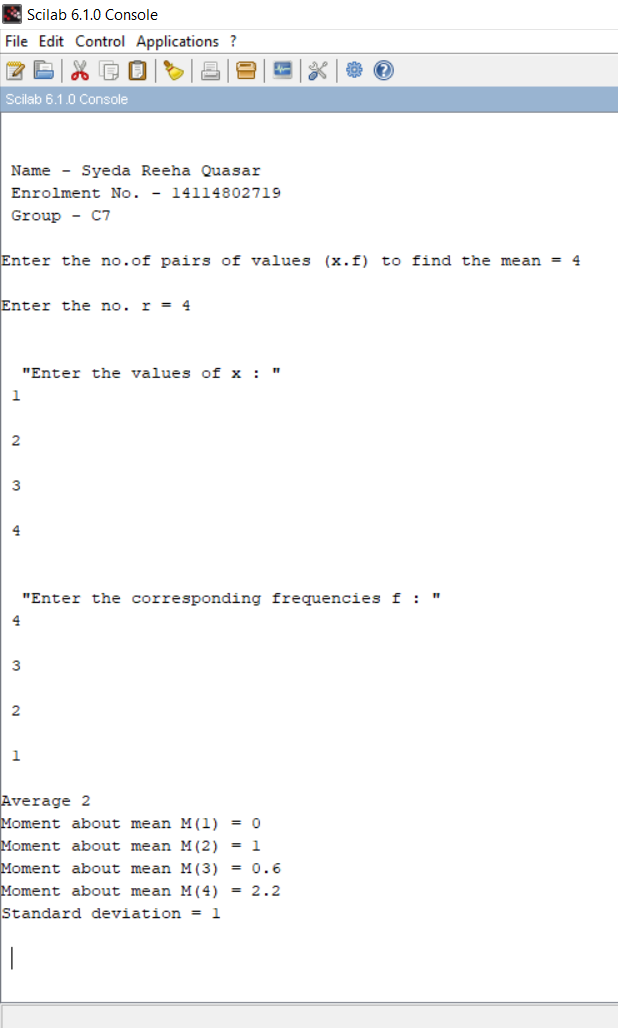 Scilab 6.1.0 Console
File Edit Control Applications ?
Scilab 6.1.0 Console
Name - Syeda Reeha Quasar
Enrolment No. - 14114802719
Group - C7
Enter the no.of pairs of values (x.f) to find the mean = 4
Enter the no. r = 4
"Enter the values of x : "
1
2
3
4
"Enter the corresponding frequencies f : "
4
3
2
1
Average 2
Moment about mean M(1) = 0
Moment about mean M(2) = 1
Moment about mean M(3) = 0.6
Moment about mean M(4) = 2.2
Standard deviation = 1